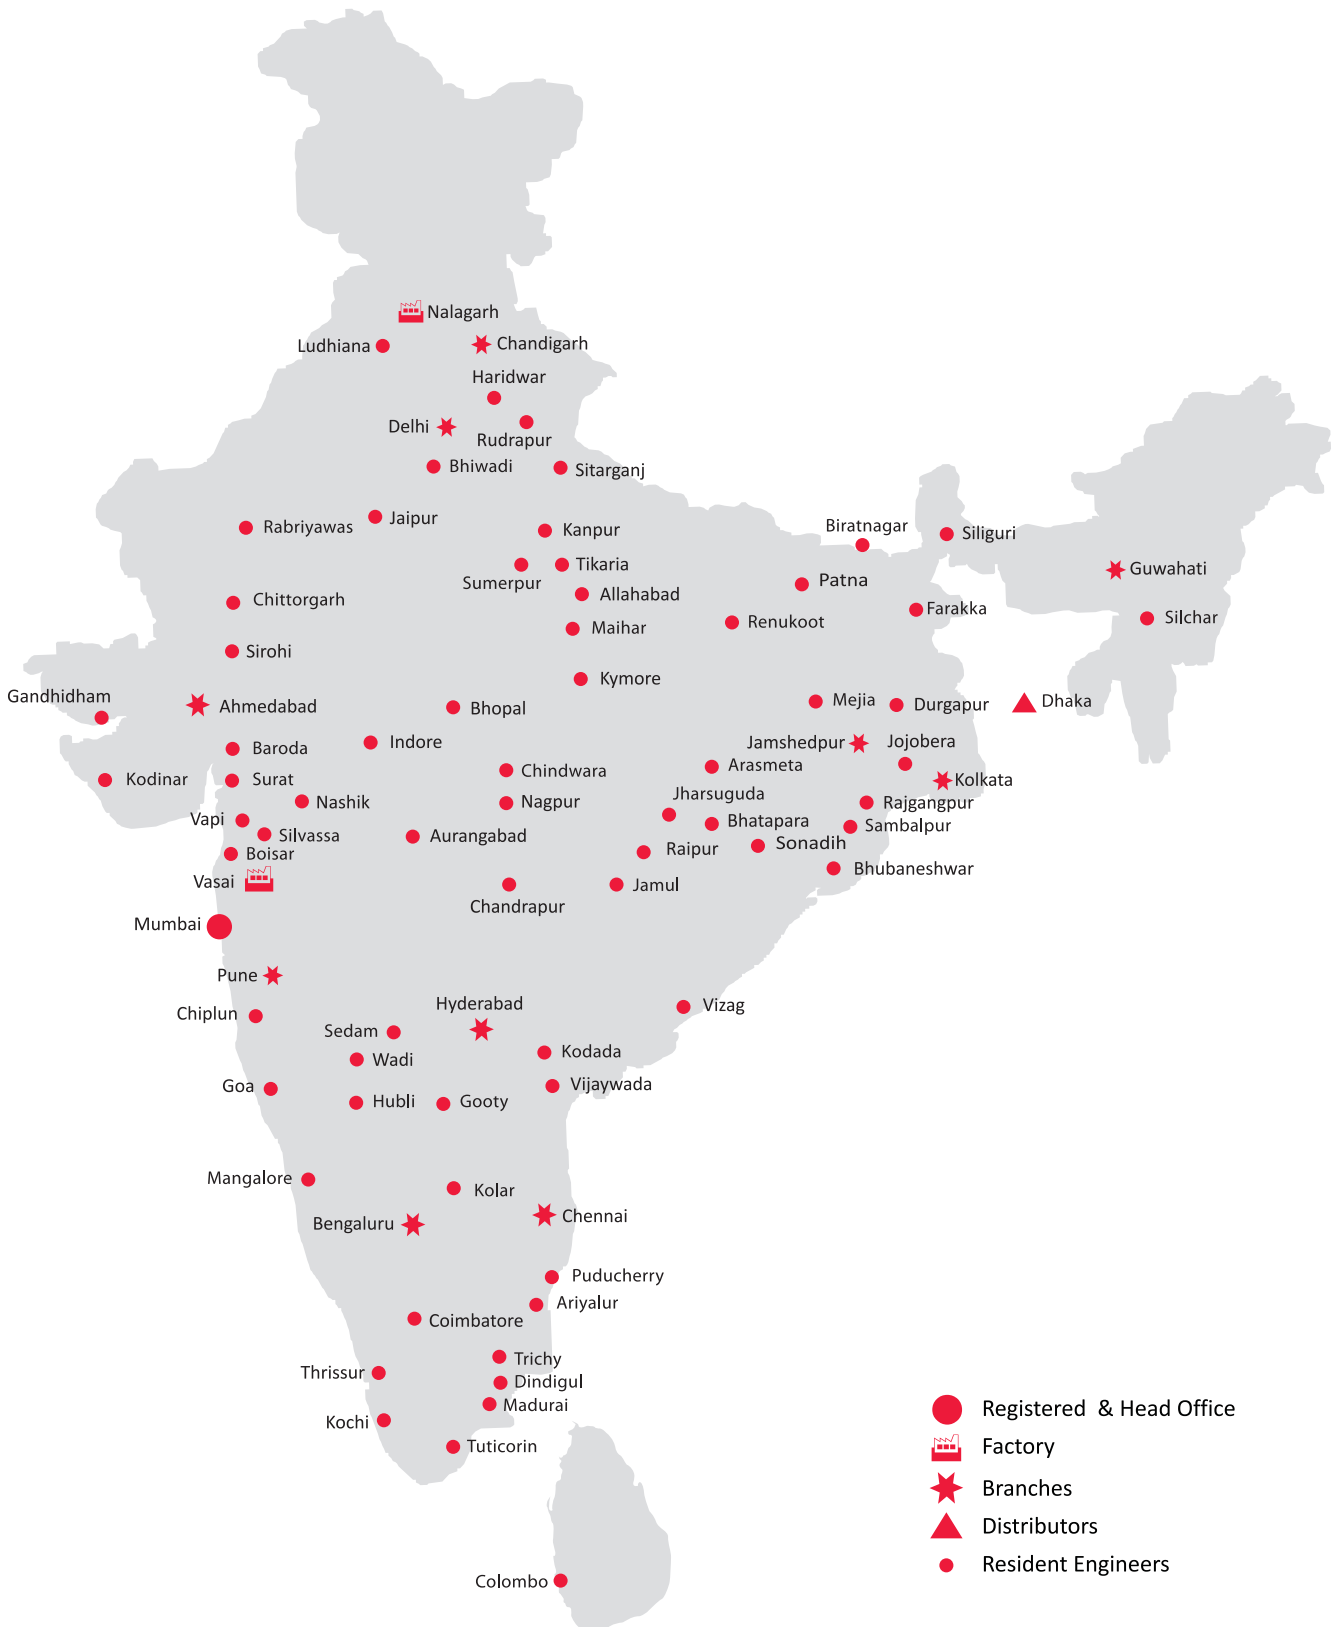 Nalagarh
Ludhiana
Chandigarh
Haridwar
Delhi
Rudrapur
Bhiwadi
Sitarganj
Rabriyawas
Jaipur
Kanpur
Biratnagar
Siliguri
Sumerpur
Tikaria
Guwahati
Patna
Chittorgarh
Allahabad
Farakka
Silchar
Renukoot
Maihar
Sirohi
Kymore
Gandhidham
Ahmedabad
Bhopal
Mejia
Durgapur
Dhaka
Baroda
Indore
Jamshedpur
Jojobera
Arasmeta
Chindwara
Kodinar
Surat
Kolkata
Nashik
Nagpur
Jharsuguda
Rajgangpur
Vapi
Silvassa
Aurangabad
Bhatapara
Sambalpur
Boisar
Raipur
Sonadih
Bhubaneshwar
Vasai
Jamul
Chandrapur
Mumbai
Pune
Hyderabad
Vizag
Chiplun
Sedam
Wadi
Kodada
Goa
Vijaywada
Hubli
Gooty
Mangalore
Kolar
Bengaluru
Chennai
Puducherry
Ariyalur
Coimbatore
Trichy
Thrissur
Dindigul
Madurai
Kochi
Tuticorin
Colombo
Registered & Head Office
Factory
Branches
Distributors
Resident Engineers